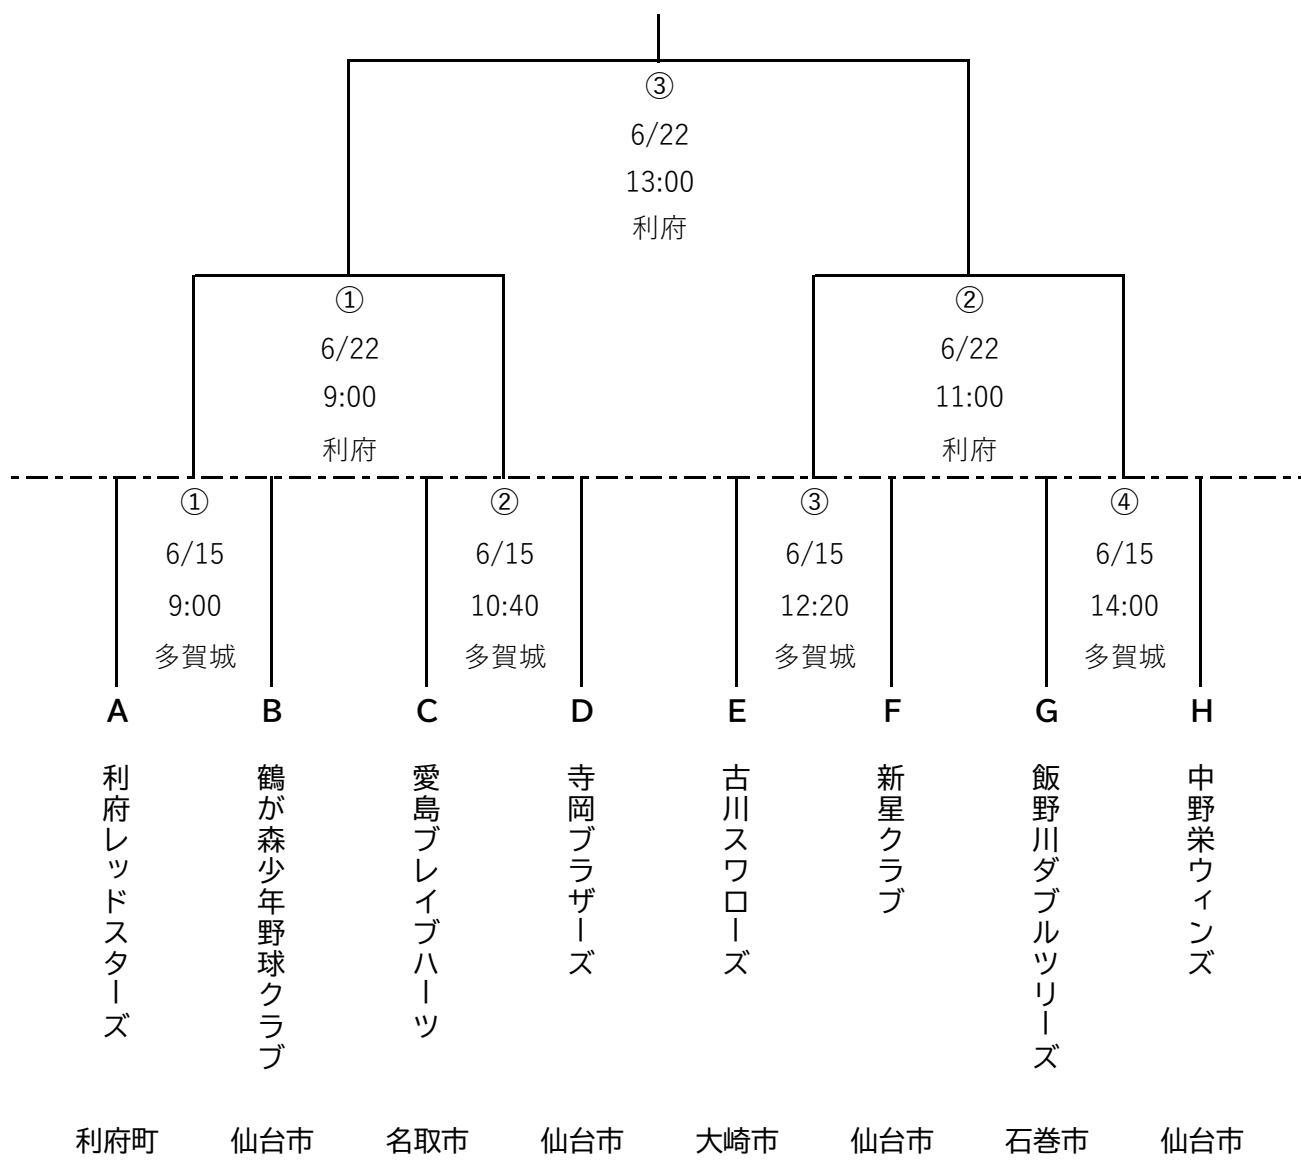 ③
6/22
13:00
利府
①
6/22
9:00
利府
②
6/22
11:00
利府
①
6/15
9:00
多賀城
②
6/15
10:40
多賀城
③
6/15
12:20
多賀城
④
6/15
14:00
多賀城
A
B
C
D
E
F
G
H
利府レッドスターズ
鶴が森少年野球クラブ
愛島ブレイブハーツ
寺岡ブラザーズ
古川スワローズ
新星クラブ
飯野川ダブルツリーズ
中野栄ウィンズ
利府町
仙台市
名取市
仙台市
大崎市
仙台市
石巻市
仙台市